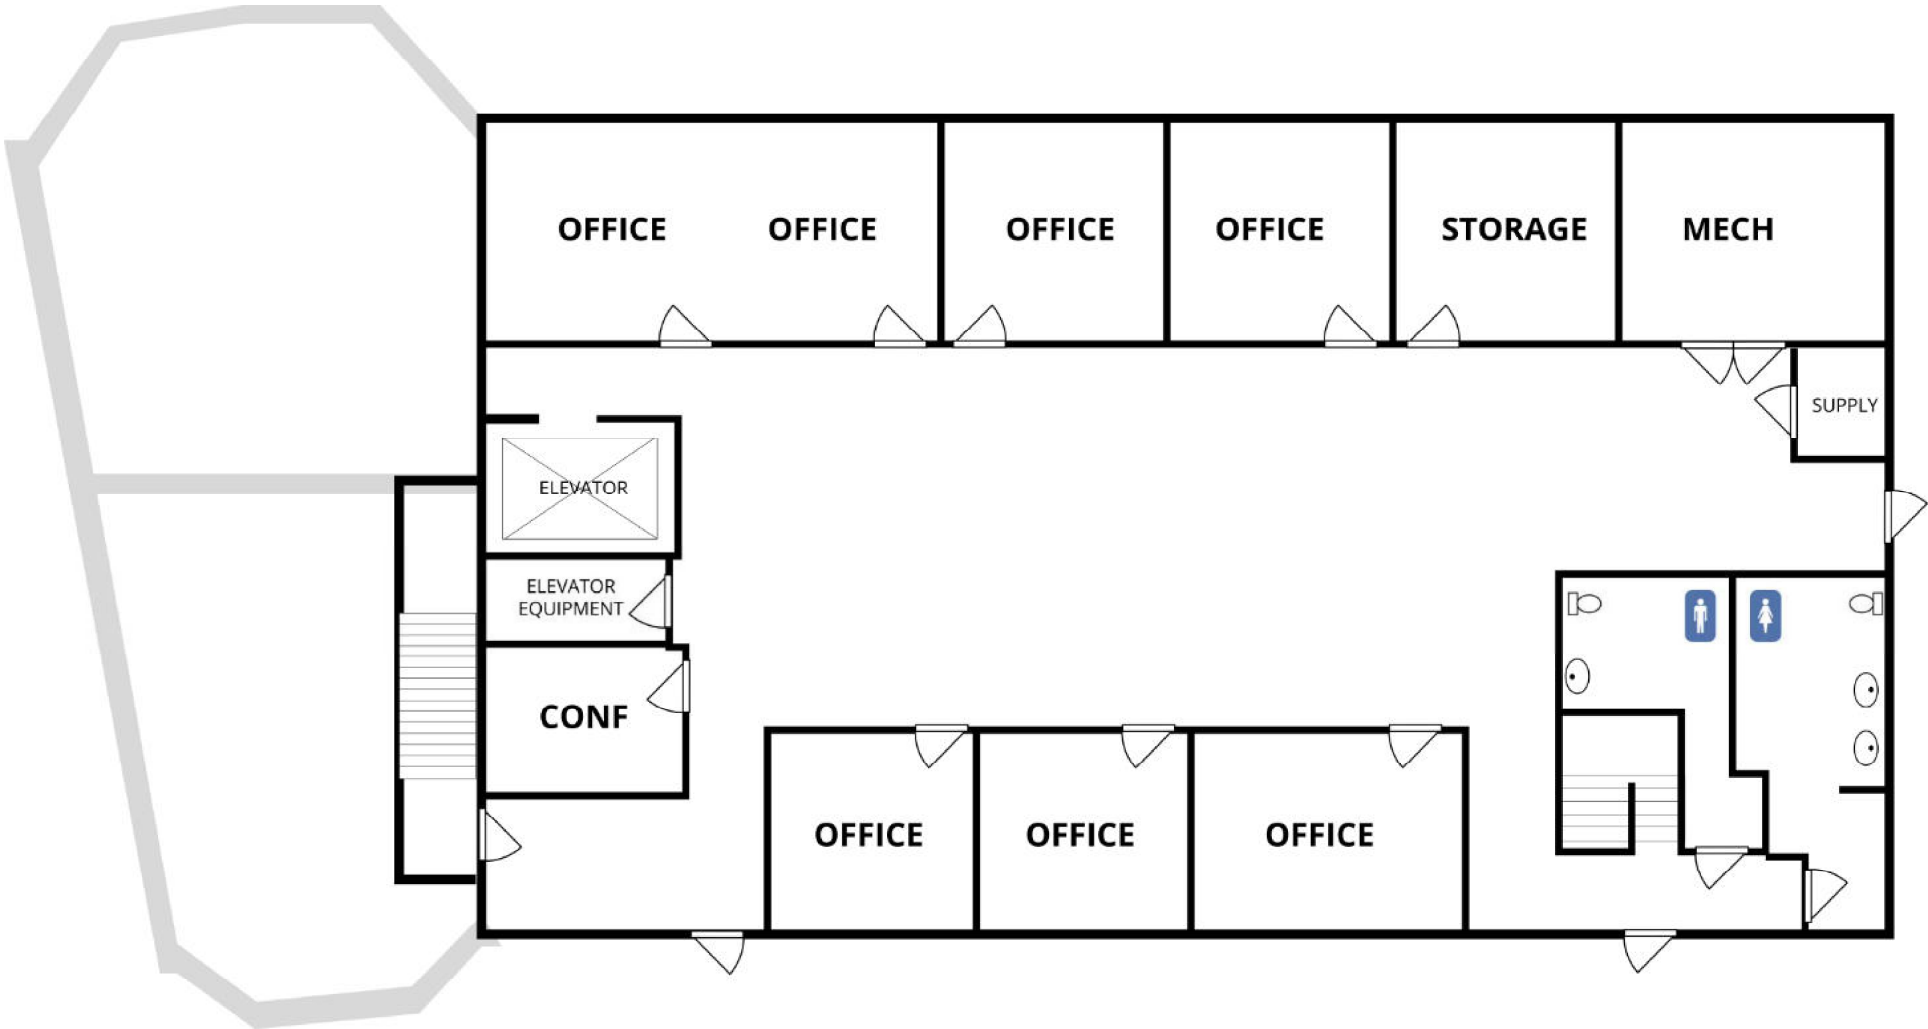 OFFICE OFFICE OFFICE OFFICE STORAGE MECH
SUPPLY
ELEVATOR
ELEVATOR
EQUIPMENT
CONF
OFFICE OFFICE OFFICE